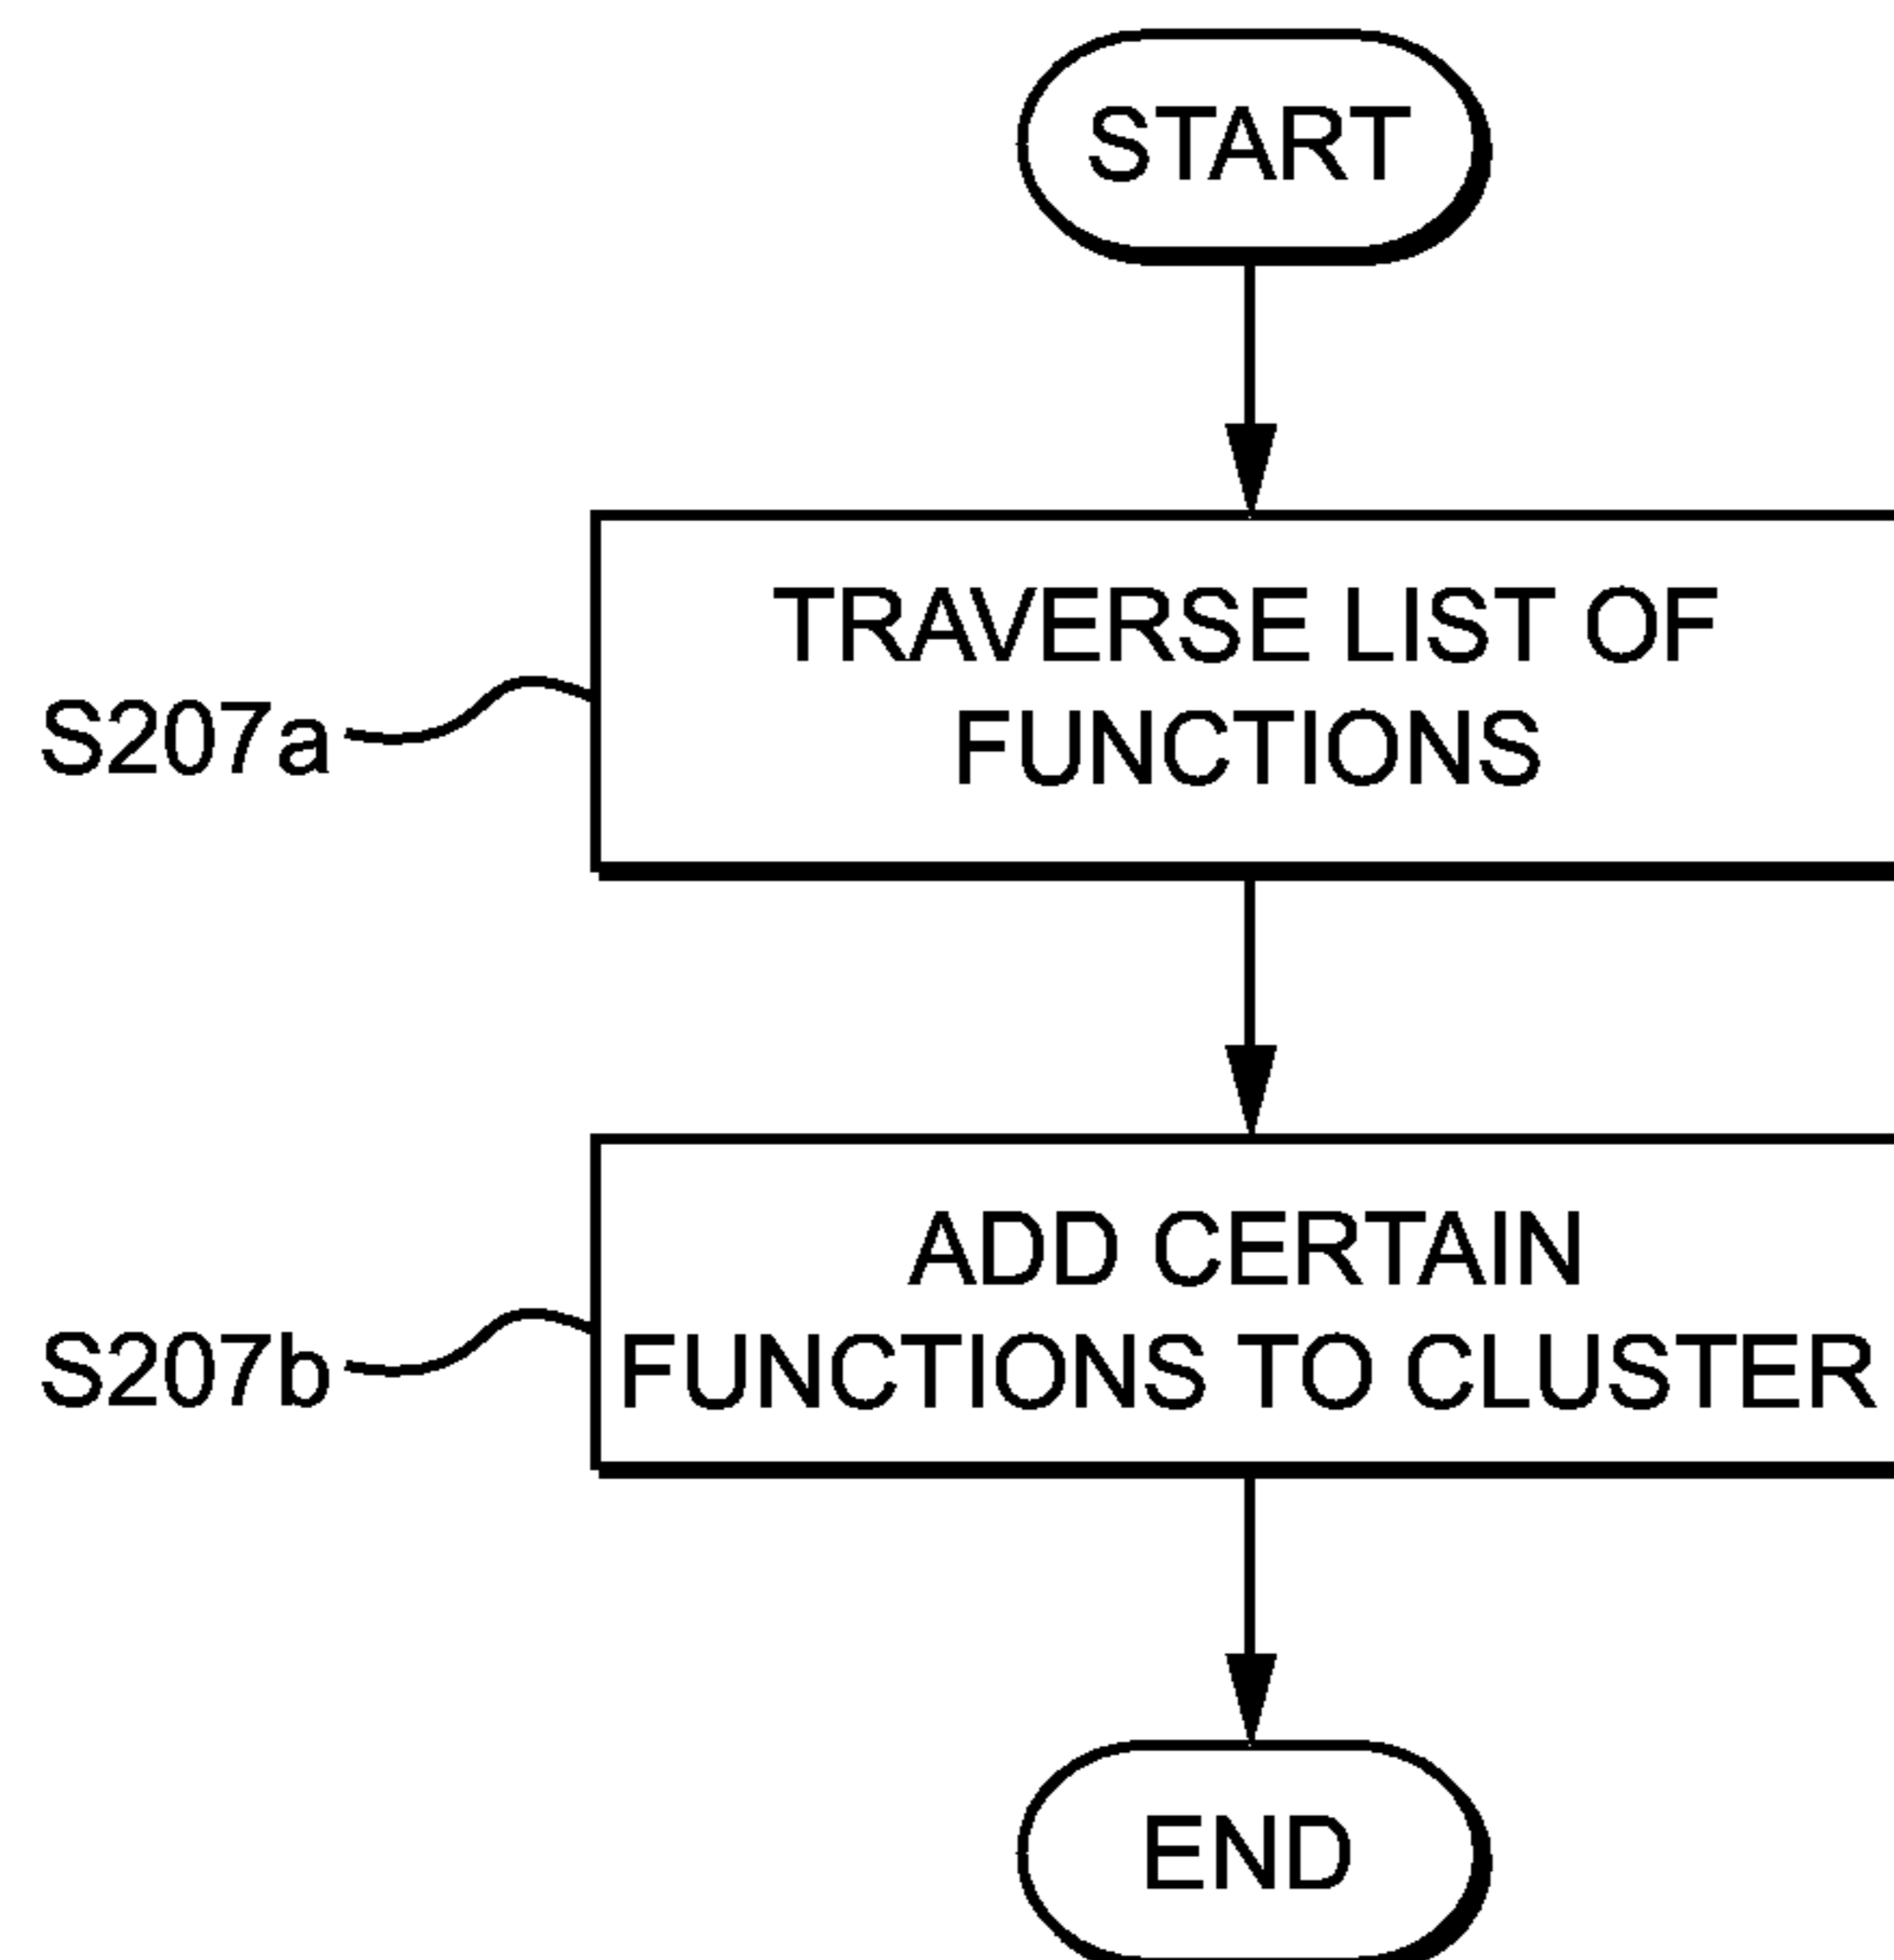 START
TRAVERSE LIST OF
FUNCTIONS
S207a
ADD CERTAIN
FUNCTIONS TO CLUSTER
S207b
END